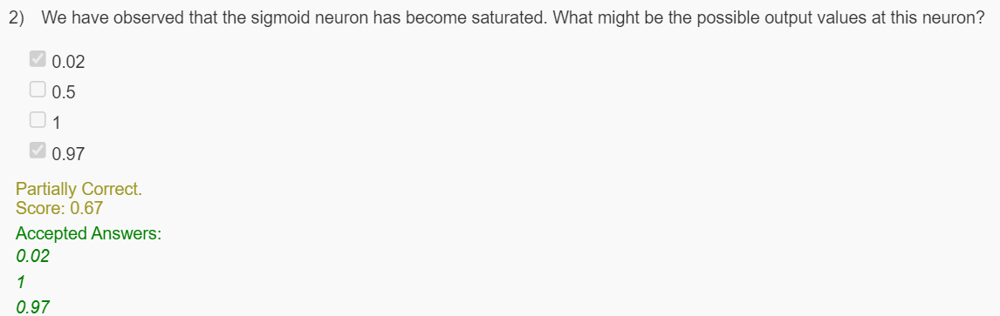 2) We have observed that the sigmoid neuron has become saturated. What might be the possible output values at this neuron?
0.02
0.5
1
0.97
Partially Correct.
Score: 0.67
Accepted Answers:
0.02
1
0.97